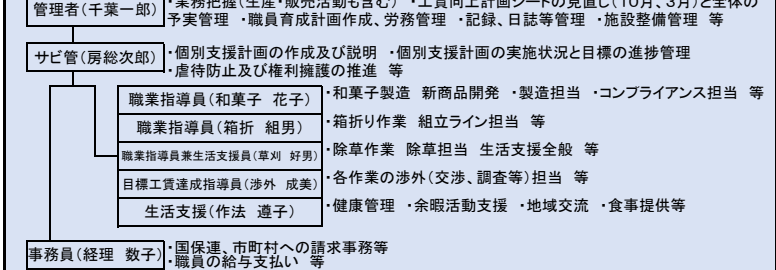 管理者(千葉一郎)
・業務把握(生産・販売活動も含む) ・工賃向上計画シートの見直し(10月、3月)と全体の
予実管理 ・職員育成計画作成、労務管理 ・記録、日誌等管理 ・施設整備管理 等
サビ管(房総次郎)
・個別支援計画の作成及び説明 ・個別支援計画の実施状況と目標の進捗管理
・虐待防止及び権利擁護の推進 等
職業指導員(和菓子 花子)
・和菓子製造 新商品開発 ・製造担当 ・コンプライアンス担当 等
職業指導員(箱折 組男)
・箱折り作業 組立ライン担当 等
職業指導員兼生活支援員(草刈 好男)
・除草作業 除草担当 生活支援全般 等
目標工賃達成指導員(渉外 成美)
・各作業の渉外(交渉、調査等)担当 等
生活支援(作法 遵子)
・健康管理 ・余暇活動支援 ・地域交流 ・食事提供等
事務員(経理 数子)
・国保連、市町村への請求事務等
・職員の給与支払い 等